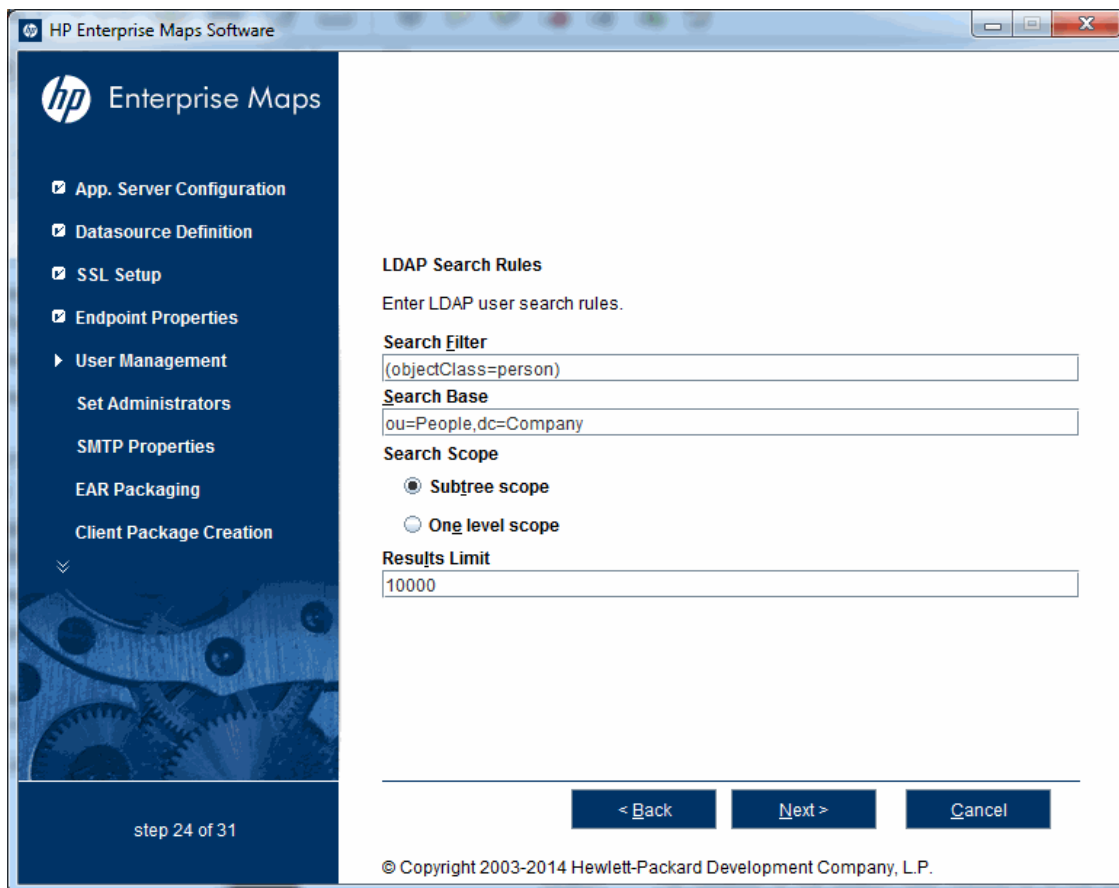 HP Enterprise Maps Software
hp Enterprise Maps
App. Server Configuration
Datasource Definition
SSL Setup
Endpoint Properties
User Management
Set Administrators
SMTP Properties
EAR Packaging
Client Package Creation
step 24 of 31
LDAP Search Rules
Enter LDAP user search rules.
Search Filter
(objectClass=person)
Search Base
ou=People,dc=Company
Search Scope
Subtree scope
One level scope
Results Limit
10000
< Back Next > Cancel
© Copyright 2003-2014 Hewlett-Packard Development Company, L.P.